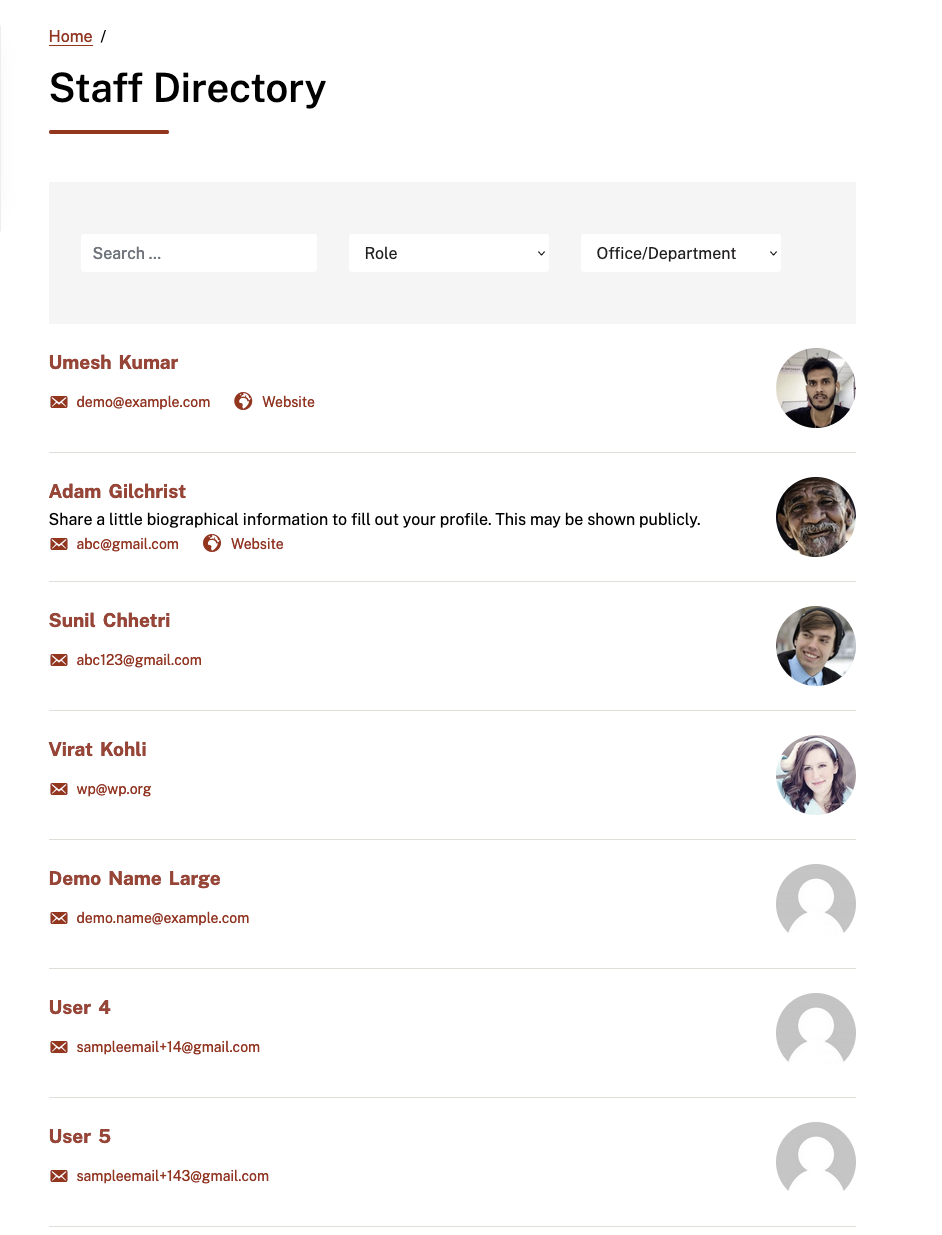 Home /
Staff Directory
Search ...
Role
Office/Department
Umesh Kumar
demo@example.com Website
Adam Gilchrist
Share a little biographical information to fill out your profile. This may be shown publicly.
abc@gmail.com Website
Sunil Chhetri
abc123@gmail.com
Virat Kohli
wp@wp.org
Demo Name Large
demo.name@example.com
User 4
sampleemail+14@gmail.com
User 5
sampleemail+143@gmail.com